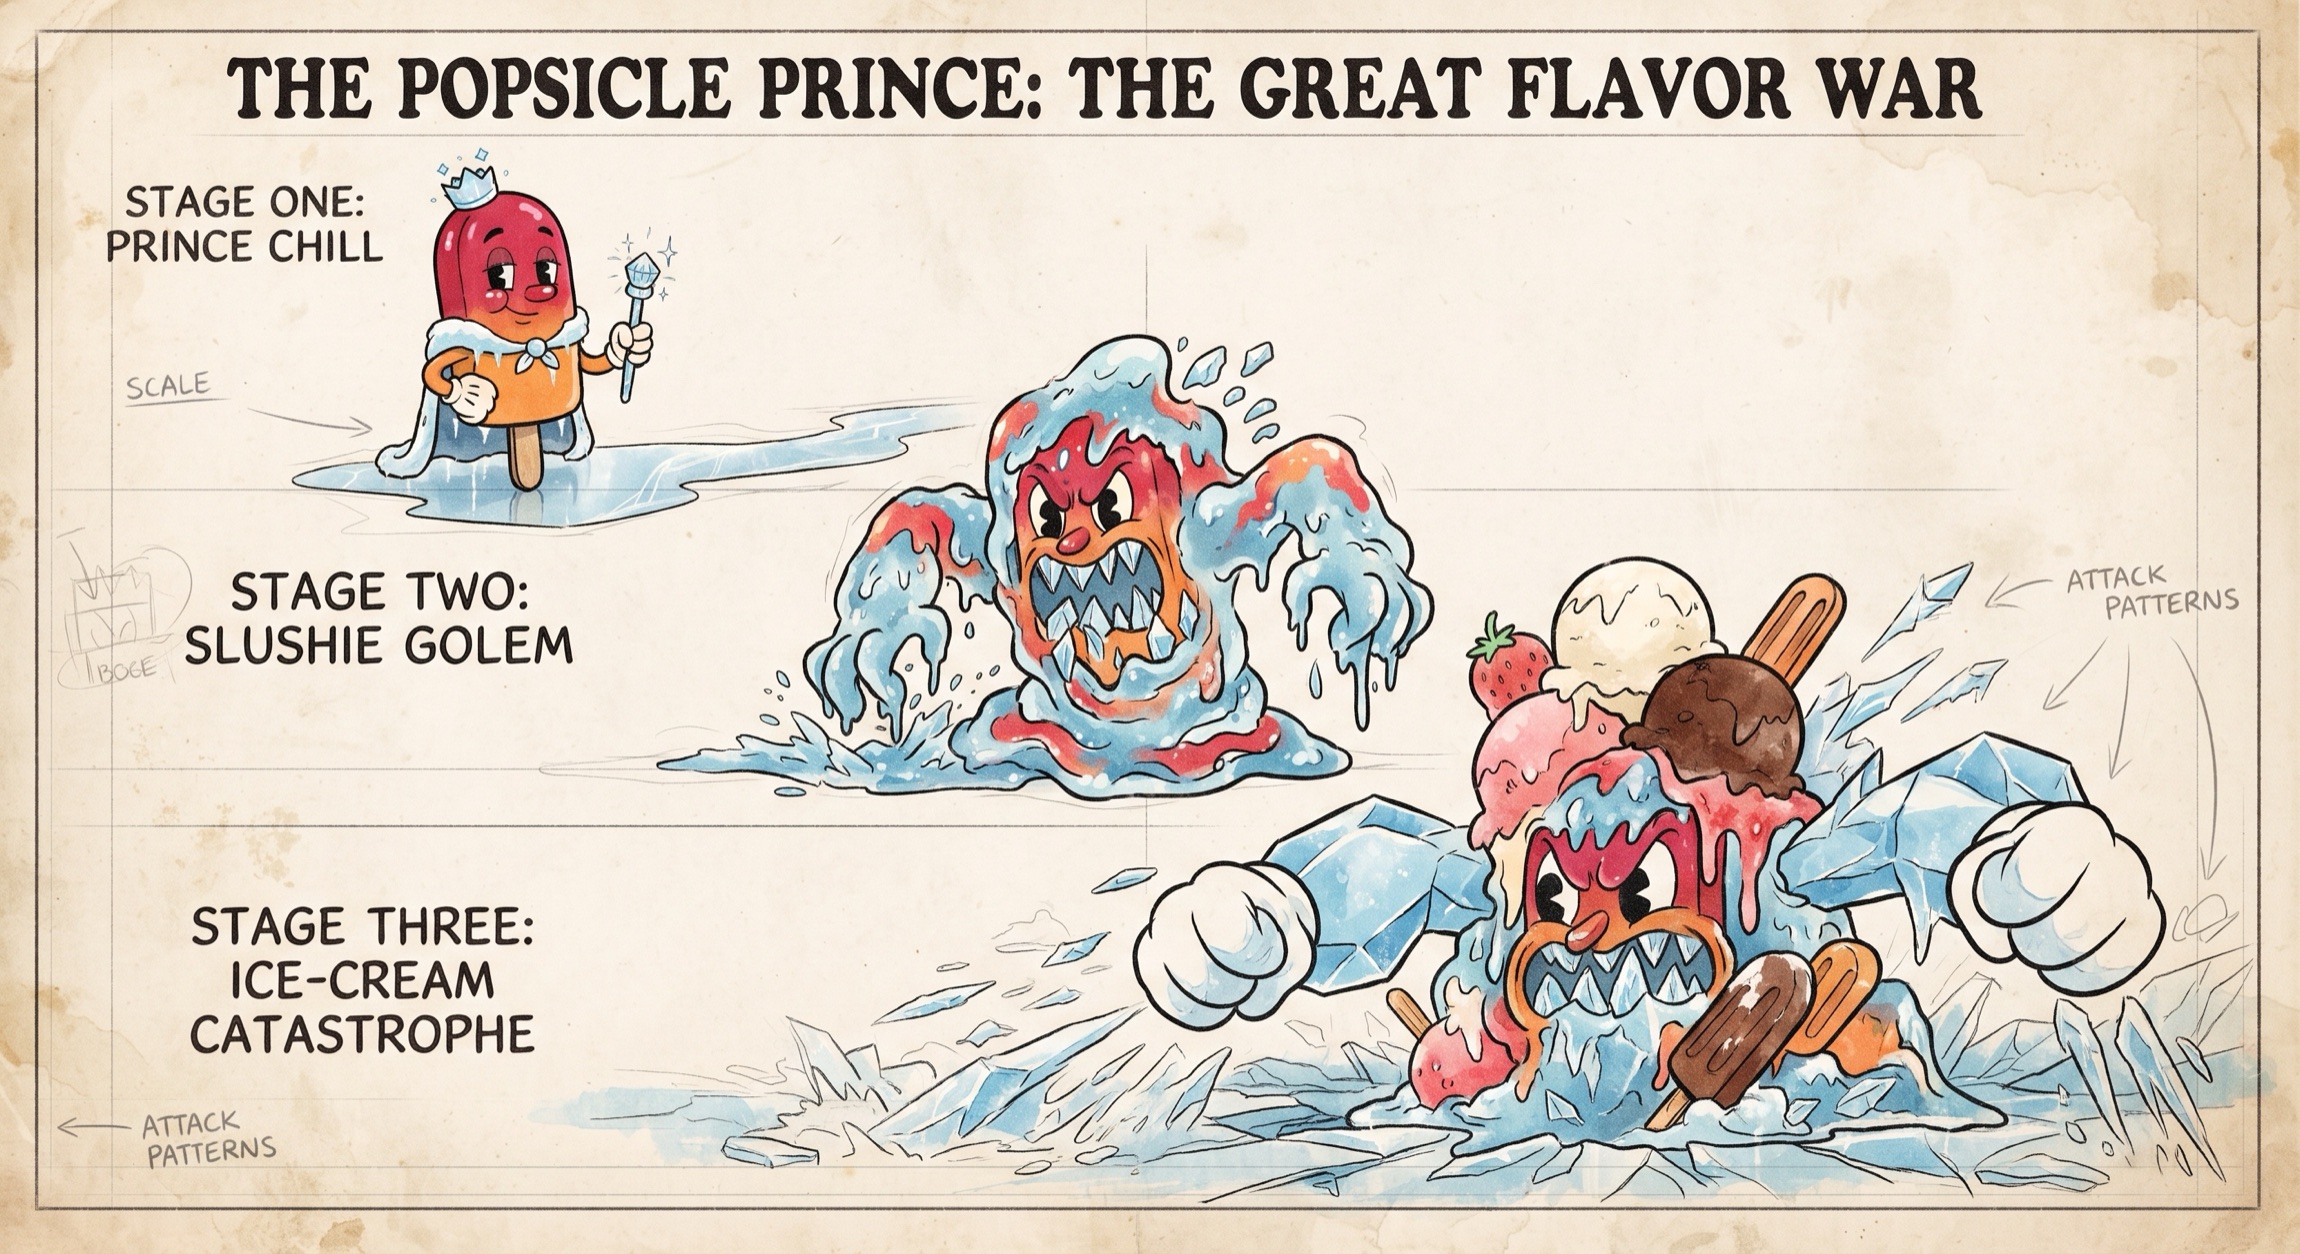 THE POPSICLE PRINCE: THE GREAT FLAVOR WAR
STAGE ONE:
PRINCE CHILL
SCALE
STAGE TWO:
SLUSHIE GOLEM
BOGE
ATTACK
PATTERNS
STAGE THREE:
ICE-CREAM
CATASTROPHE
ATTACK
PATTERNS